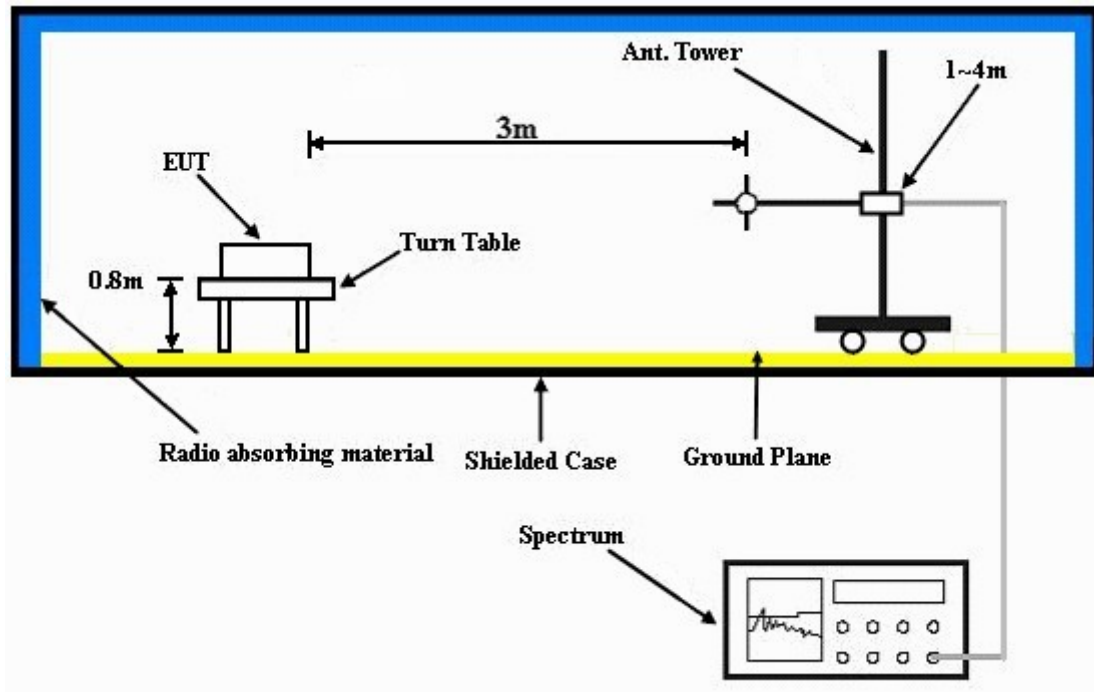 Ant. Tower
1~4m
3m
EUT
Turn Table
0.8m
Radio absorbing material
Shielded Case
Ground Plane
Spectrum